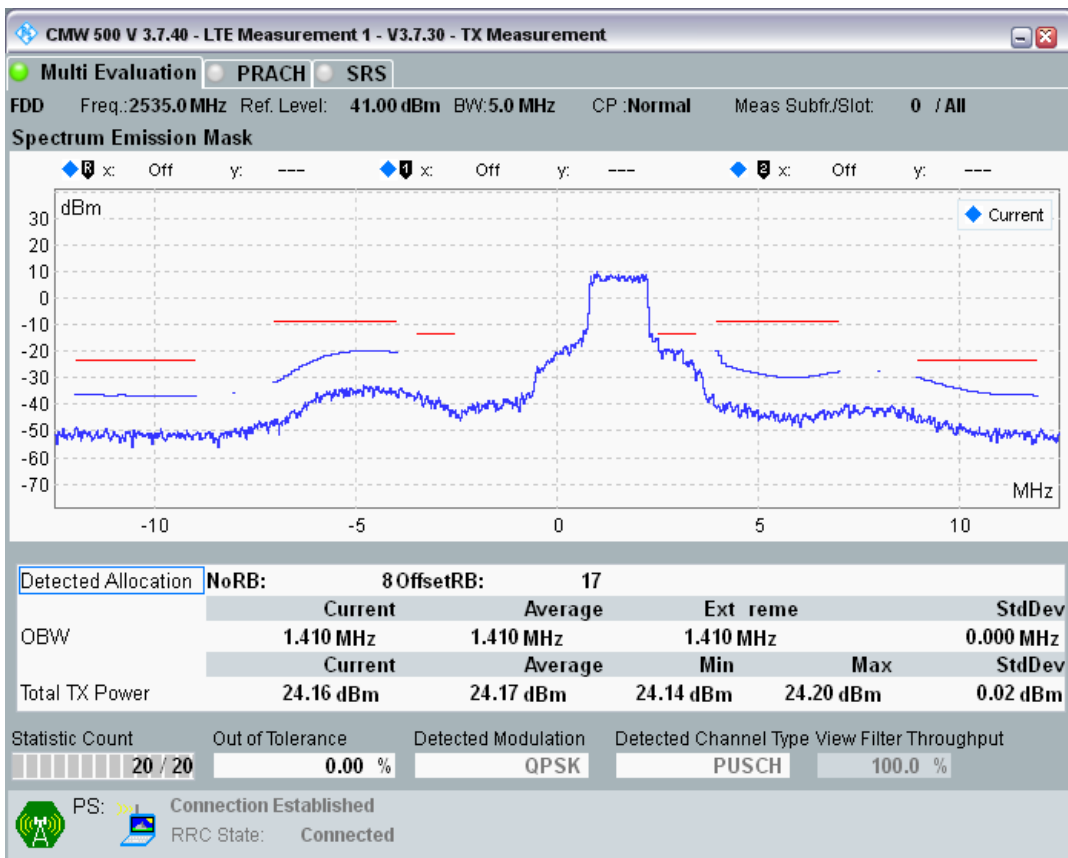 CMW 500 V 3.7.40 - LTE Measurement 1 - V3.7.30 - TX Measurement
Multi Evaluation PRACH SRS
FDD Freq.:2535.0 MHz Ref. Level: 41.00 dBm BW:5.0 MHz CP :Normal Meas Subfr./Slot: 0 / All
Spectrum Emission Mask
R x: Off y: --- 1 x: Off y: --- 2 x: Off y: ---
dBm
Current
30
20
10
0
-10
-20
-30
-40
-50
-60
-70
MHz
-10 -5 0 5 10
Detected Allocation NoRB: 8 OffsetRB: 17
Current Average Ext reme StdDev
OBW 1.410 MHz 1.410 MHz 1.410 MHz 0.000 MHz
Current Average Min Max StdDev
Total TX Power 24.16 dBm 24.17 dBm 24.14 dBm 24.20 dBm 0.02 dBm
Statistic Count Out of Tolerance Detected Modulation Detected Channel Type View Filter Throughput
20 / 20 0.00 % QPSK PUSCH 100.0 %
PS: Connection Established
RRC State: Connected